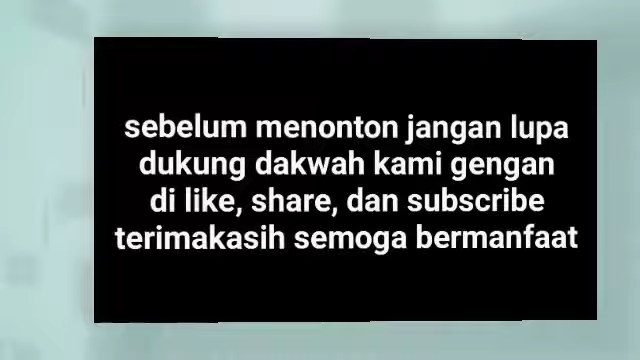 sebelum menonton jangan lupa
dukung dakwah kami gengan
di like, share, dan subscribe
terimakasih semoga bermanfaat